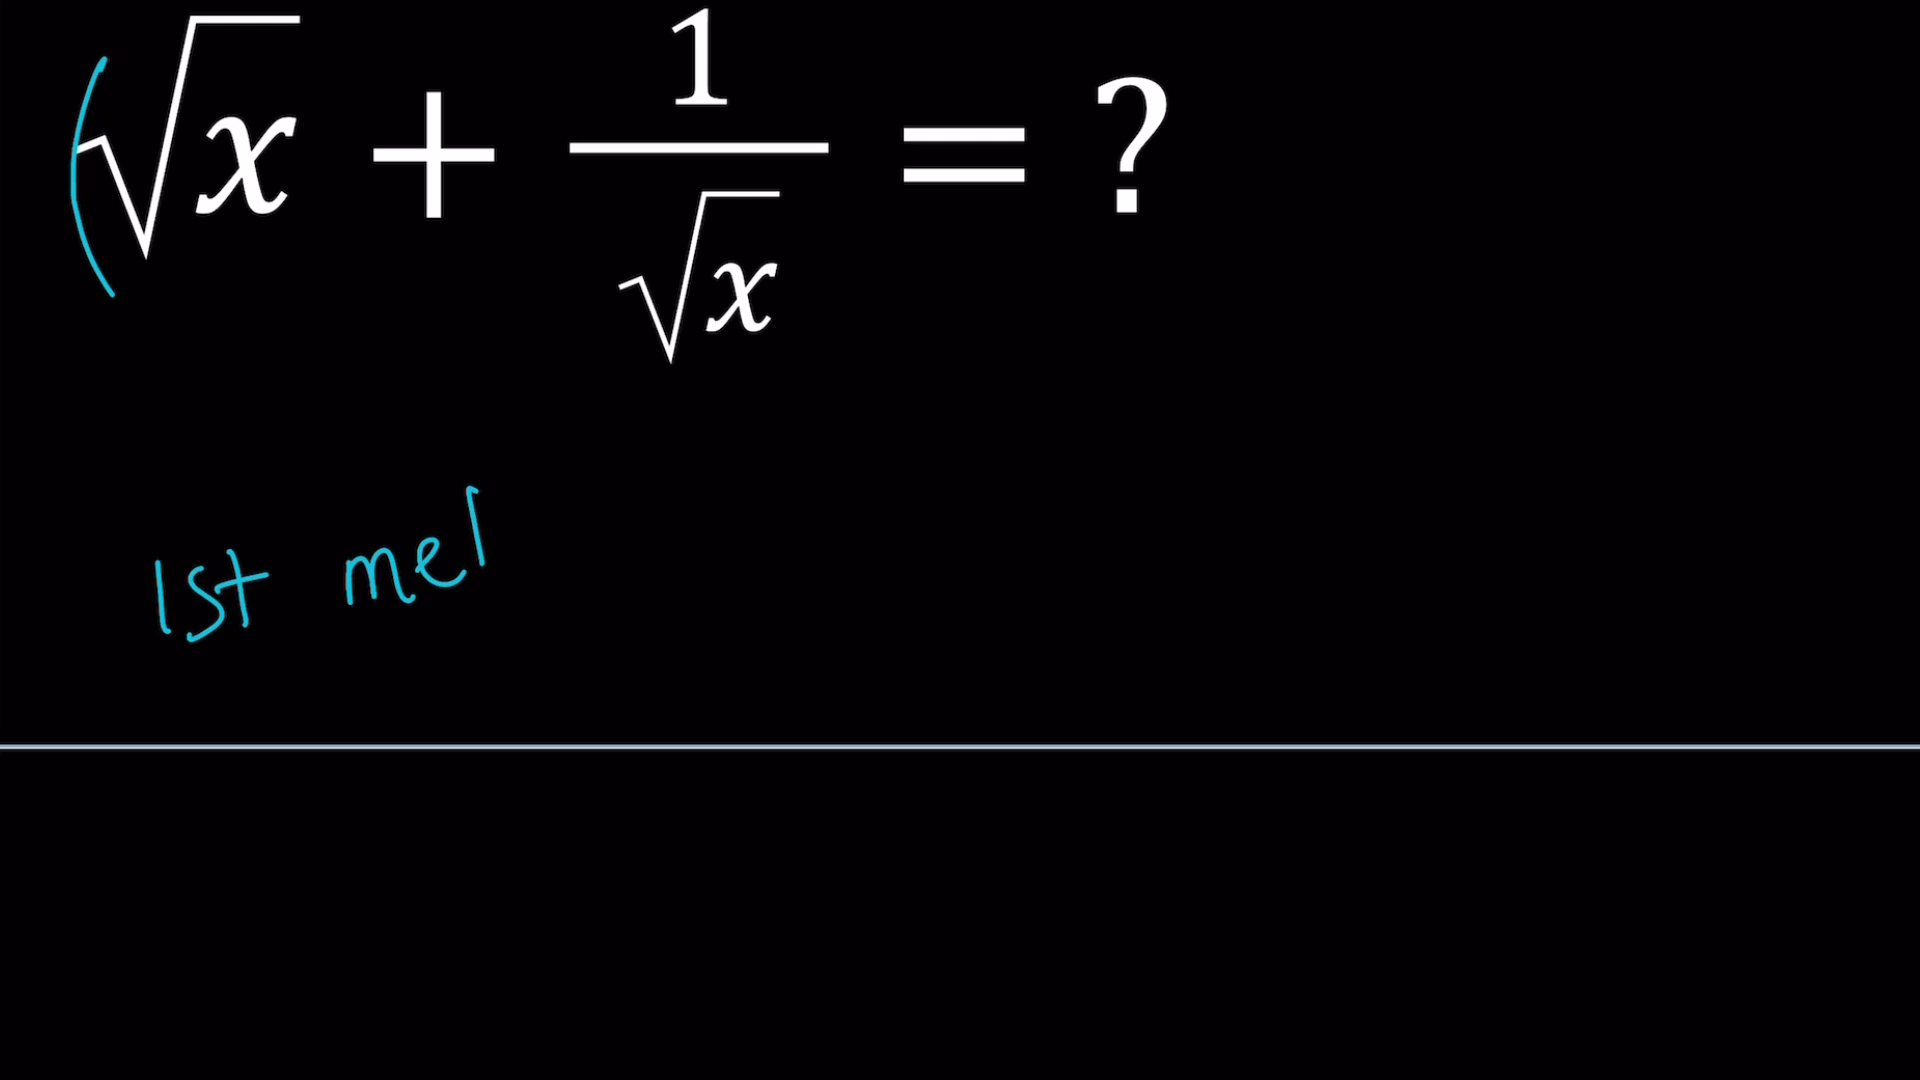 (√x + 1/√x = ?
1st met